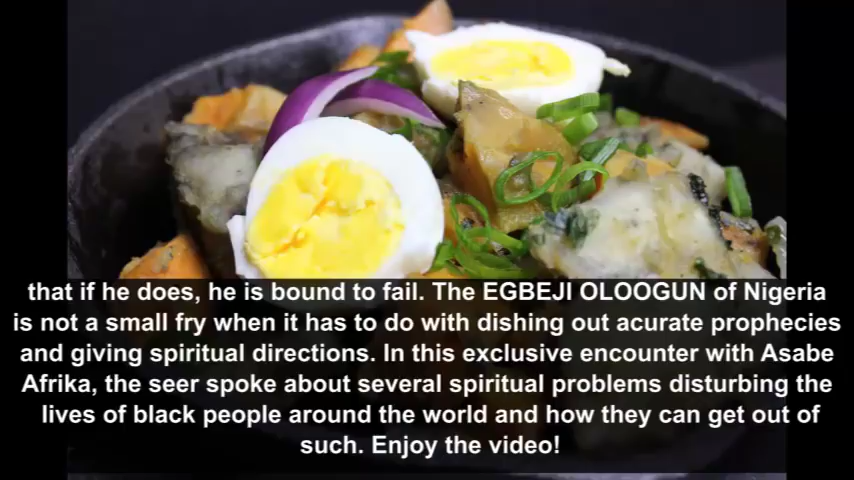 that if he does, he is bound to fail. The EGBEJI OLOOGUN of Nigeria
is not a small fry when it has to do with dishing out acurate prophecies
and giving spiritual directions. In this exclusive encounter with Asabe
Afrika, the seer spoke about several spiritual problems disturbing the
lives of black people around the world and how they can get out of
such. Enjoy the video!